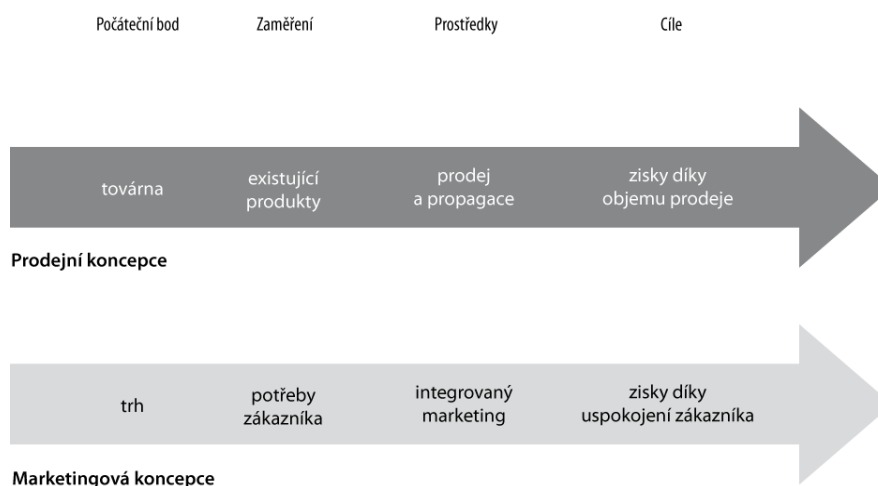 Počáteční bod Zaměření Prostředky Cíle
továrna
existující
produkty
prodej
a propagace
zisky díky
objemu prodeje
Prodejní koncepce
trh
potřeby
zákazníka
integrovaný
marketing
zisky díky
uspokojení zákazníka
Marketingová koncepce